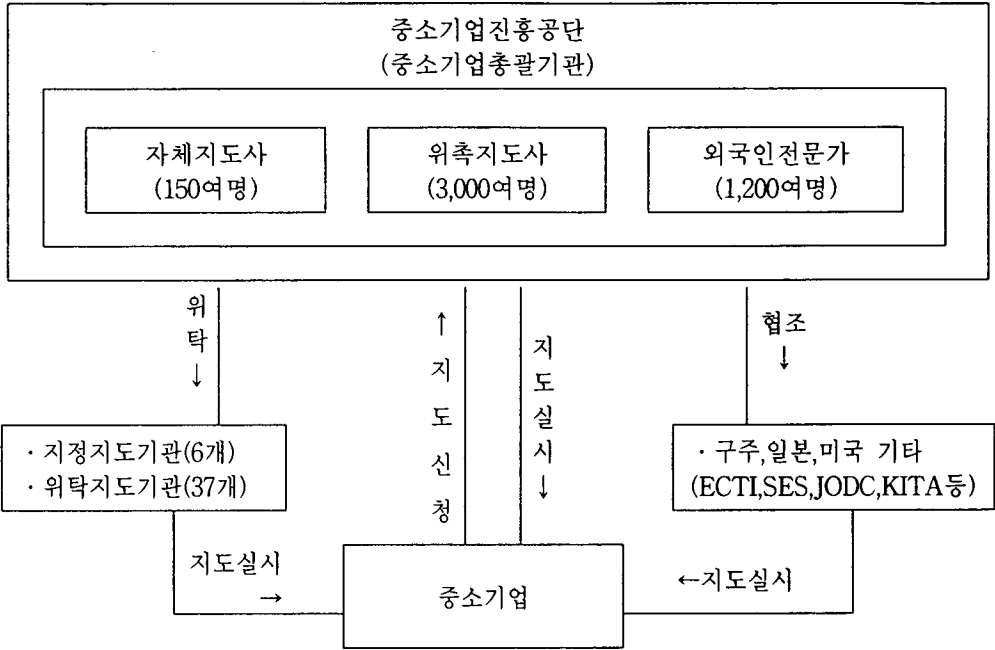 중소기업진흥공단
(중소기업총괄기관)
자체지도사
(150여명)
위촉지도사
(3,000여명)
외국인전문가
(1,200여명)
위탁
↓
↑
지도신청
지도실시
↓
협조
↓
· 지정지도기관(6개)
· 위탁지도기관(37개)
· 구주,일본,미국 기타
(ECTI,SES,JODC,KITA등)
지도실시
→
중소기업
←지도실시